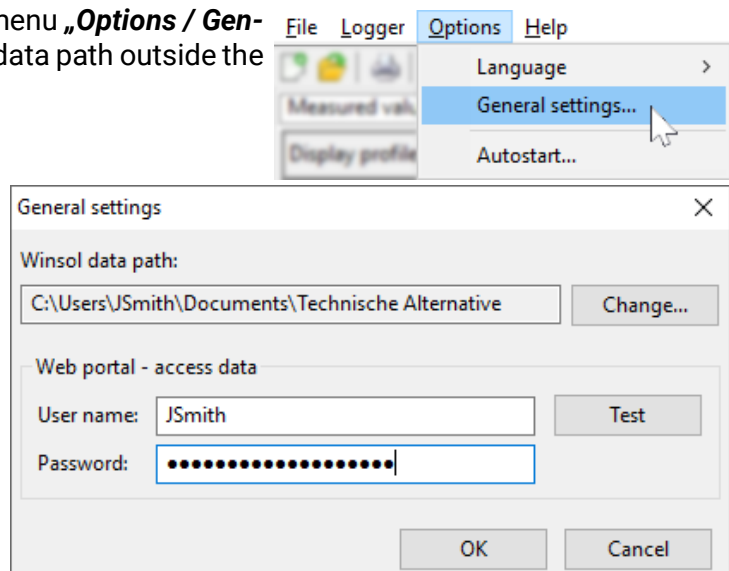 menu „Options / Gen-
data path outside the
File Logger Options Help
Language >
Measured
General settings...
Display profile
Autostart...
General settings
Winsol data path:
C:\Users\JSmith\Documents\Technische Alternative
Change...
Web portal - access data
User name: JSmith Test
Password: ●●●●●●●●●●●●●●●●●●●
OK Cancel